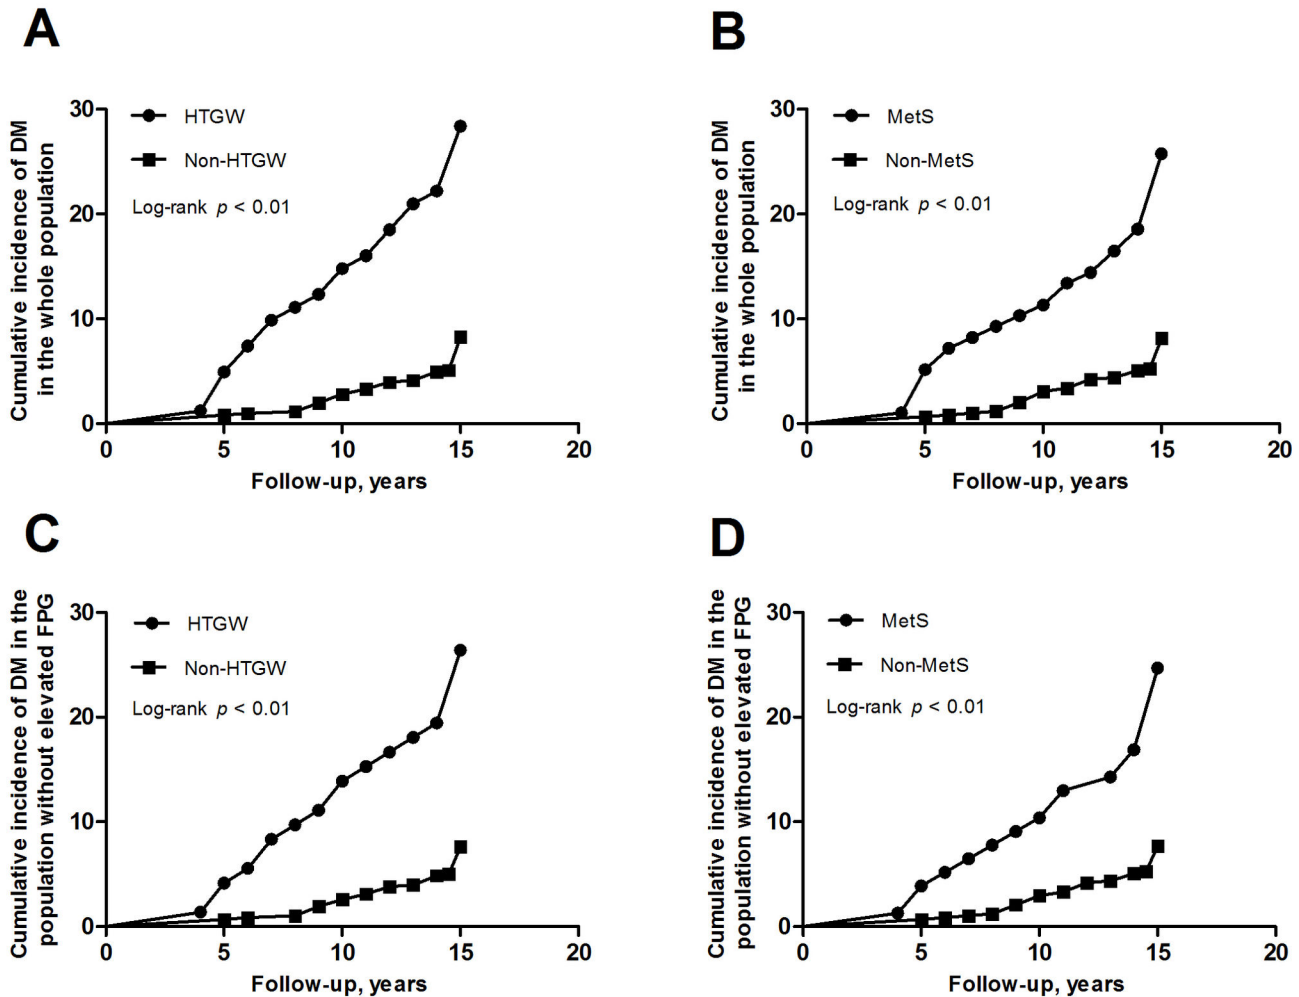 A
Cumulative incidence of DM
in the whole population
30
20
10
0
HTGW
Non-HTGW
Log-rank p < 0.01
0 5 10 15 20
Follow-up, years
B
Cumulative incidence of DM
in the whole population
30
20
10
0
MetS
Non-MetS
Log-rank p < 0.01
0 5 10 15 20
Follow-up, years
C
Cumulative incidence of DM in the
population without elevated FPG
30
20
10
0
HTGW
Non-HTGW
Log-rank p < 0.01
0 5 10 15 20
Follow-up, years
D
Cumulative incidence of DM in the
population without elevated FPG
30
20
10
0
MetS
Non-MetS
Log-rank p < 0.01
0 5 10 15 20
Follow-up, years